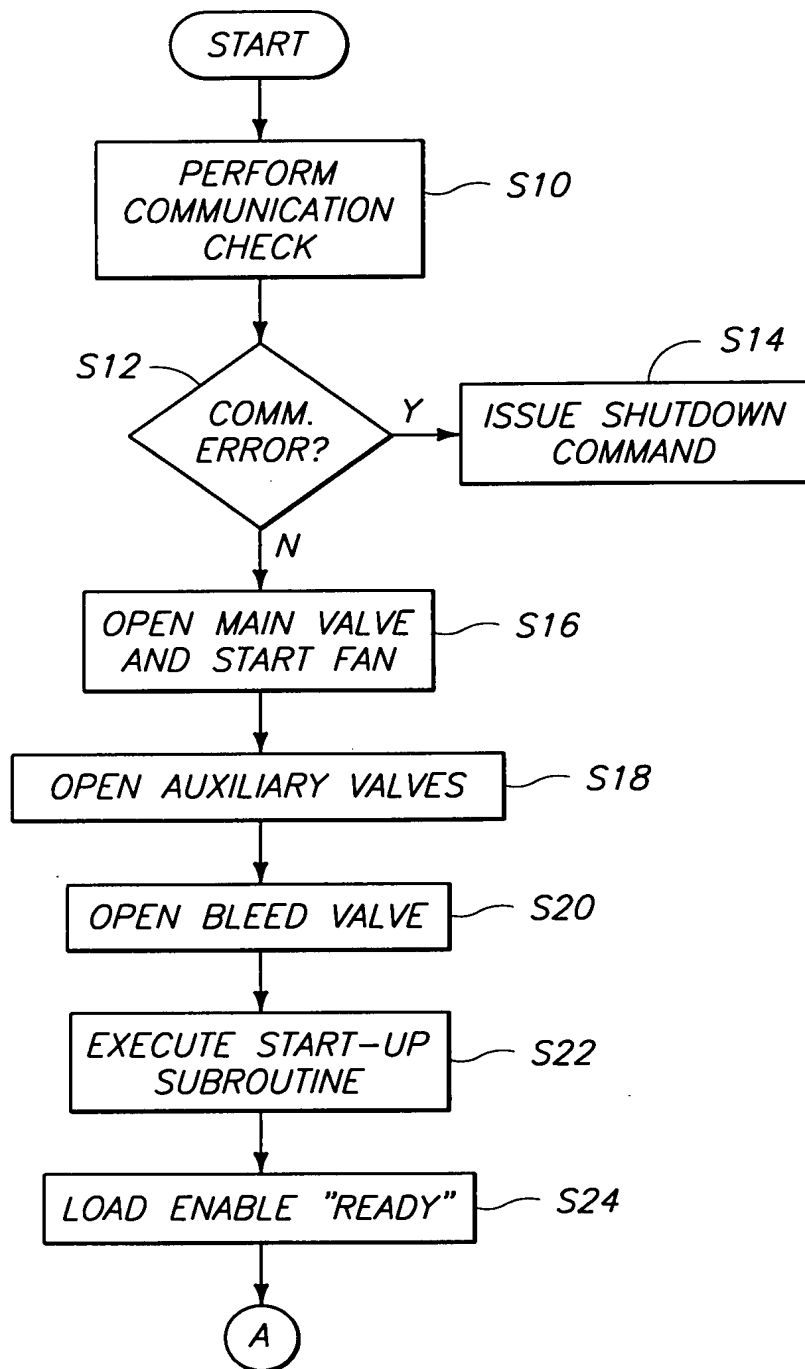 START
PERFORM
COMMUNICATION
CHECK
S10
S12
COMM.
ERROR?
Y
S14
ISSUE SHUTDOWN
COMMAND
N
OPEN MAIN VALVE
AND START FAN
S16
OPEN AUXILIARY VALVES
S18
OPEN BLEED VALVE
S20
EXECUTE START-UP
SUBROUTINE
S22
LOAD ENABLE "READY"
S24
A